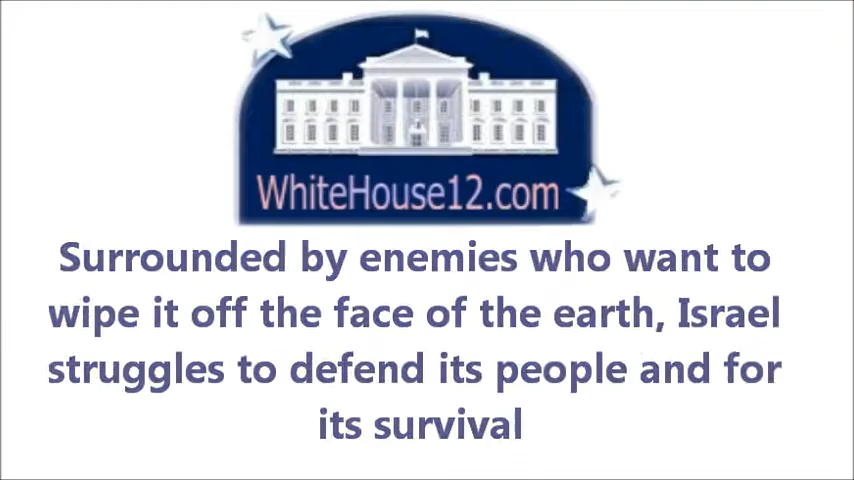 WhiteHouse12.com
Surrounded by enemies who want to
wipe it off the face of the earth, Israel
struggles to defend its people and for
its survival